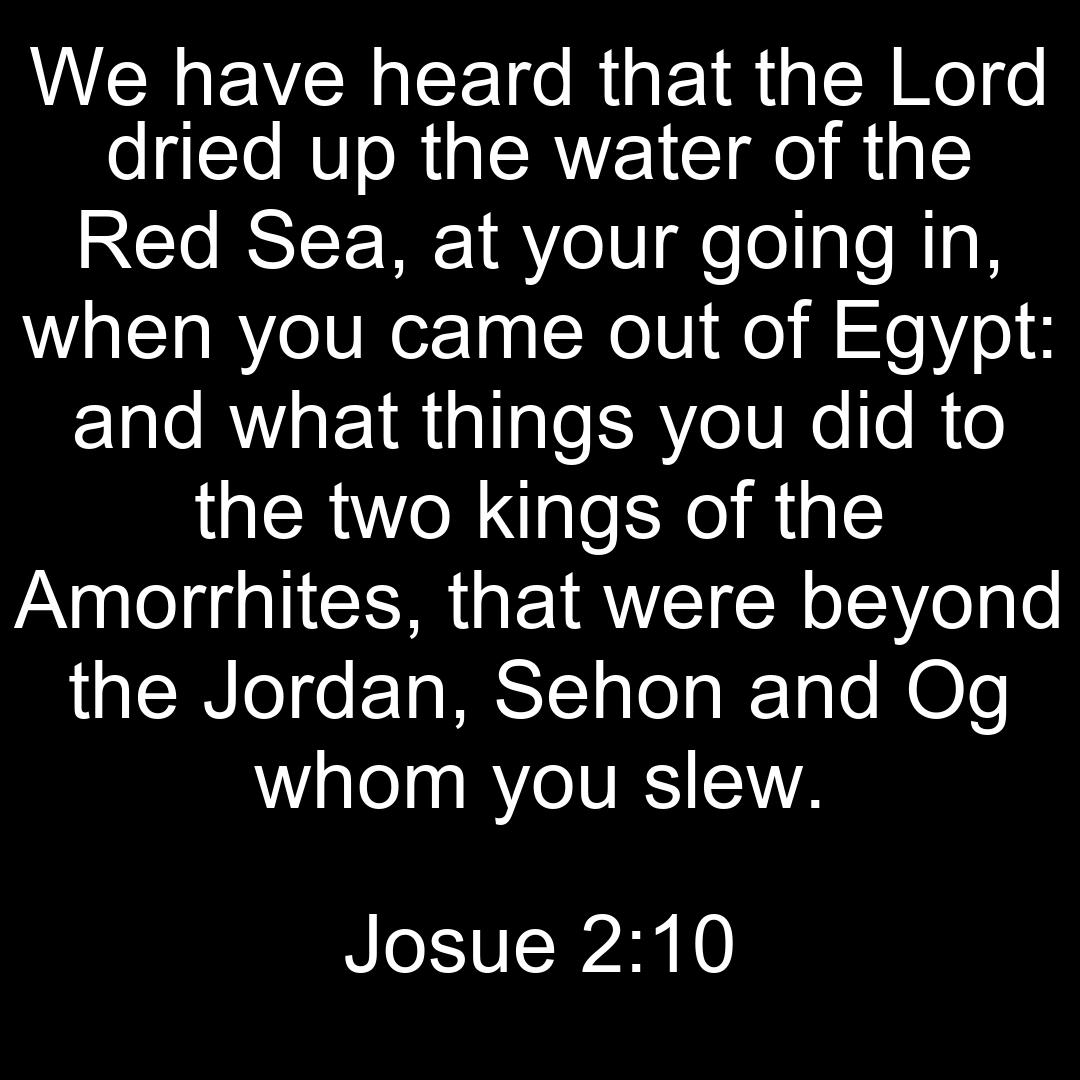 We have heard that the Lord
dried up the water of the
Red Sea, at your going in,
when you came out of Egypt:
and what things you did to
the two kings of the
Amorrhites, that were beyond
the Jordan, Sehon and Og
whom you slew.
Josue 2:10